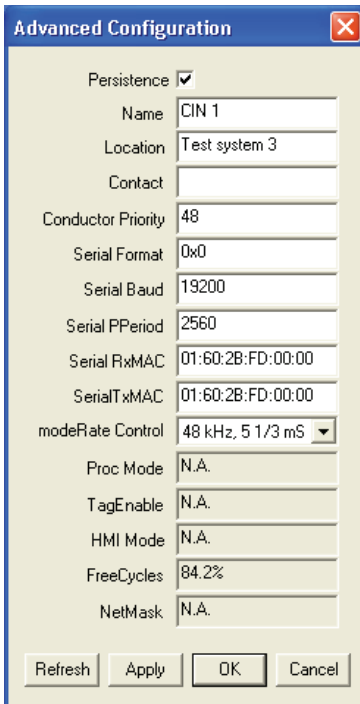 Advanced Configuration
Persistence
Name CIN 1
Location Test system 3
Contact
Conductor Priority 48
Serial Format 0x0
Serial Baud 19200
Serial PPeriod 2560
Serial RxMAC 01:60:2B:FD:00:00
SerialTxMAC 01:60:2B:FD:00:00
modeRate Control 48 kHz, 5 1/3 mS
Proc Mode N.A.
TagEnable N.A.
HMI Mode N.A.
FreeCycles 84.2%
NetMask N.A.
Refresh Apply OK Cancel